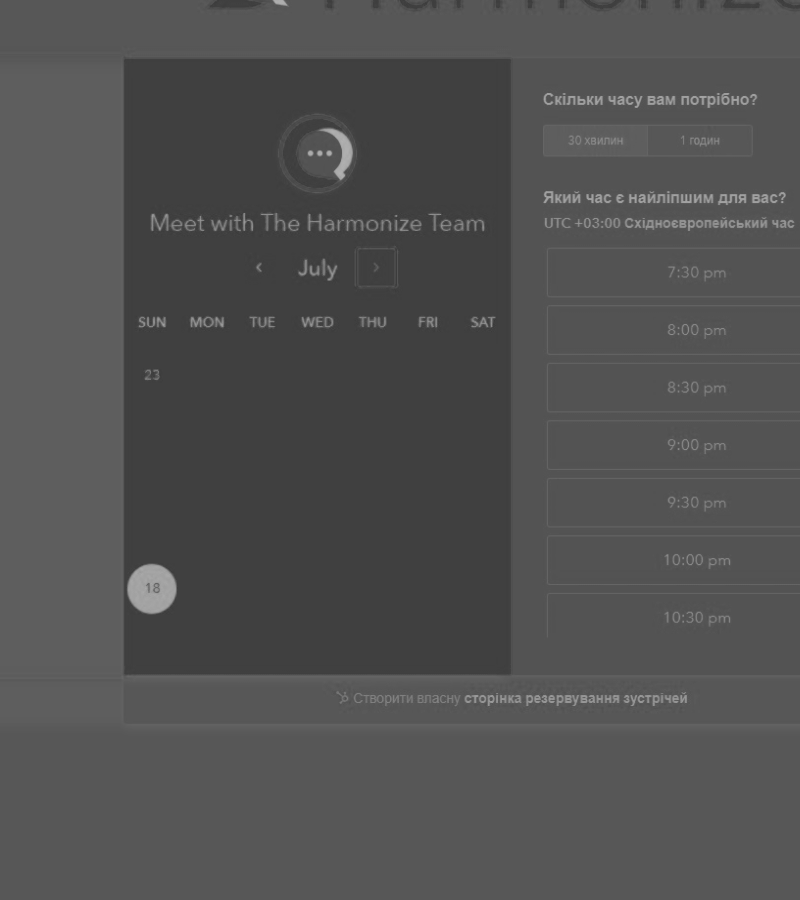 Harmonize
Meet with The Harmonize Team
July
SUN MON TUE WED THU FRI SAT
23
18
Скільки часу вам потрібно?
30 хвилин 1 годин
Який час є найліпшим для вас?
UTC +03:00 Східноєвропейський час
7:30 pm
8:00 pm
8:30 pm
9:00 pm
9:30 pm
10:00 pm
10:30 pm
Створити власну сторінка резервування зустрічей